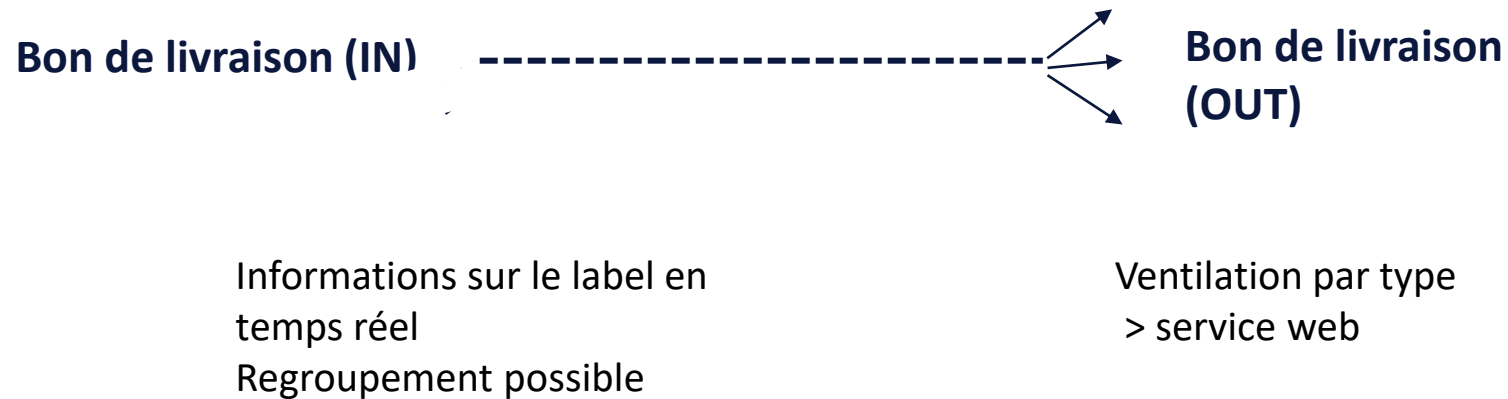 Bon de livraison (IN)
Bon de livraison
(OUT)
Informations sur le label en
temps réel
Regroupement possible
Ventilation par type
> service web